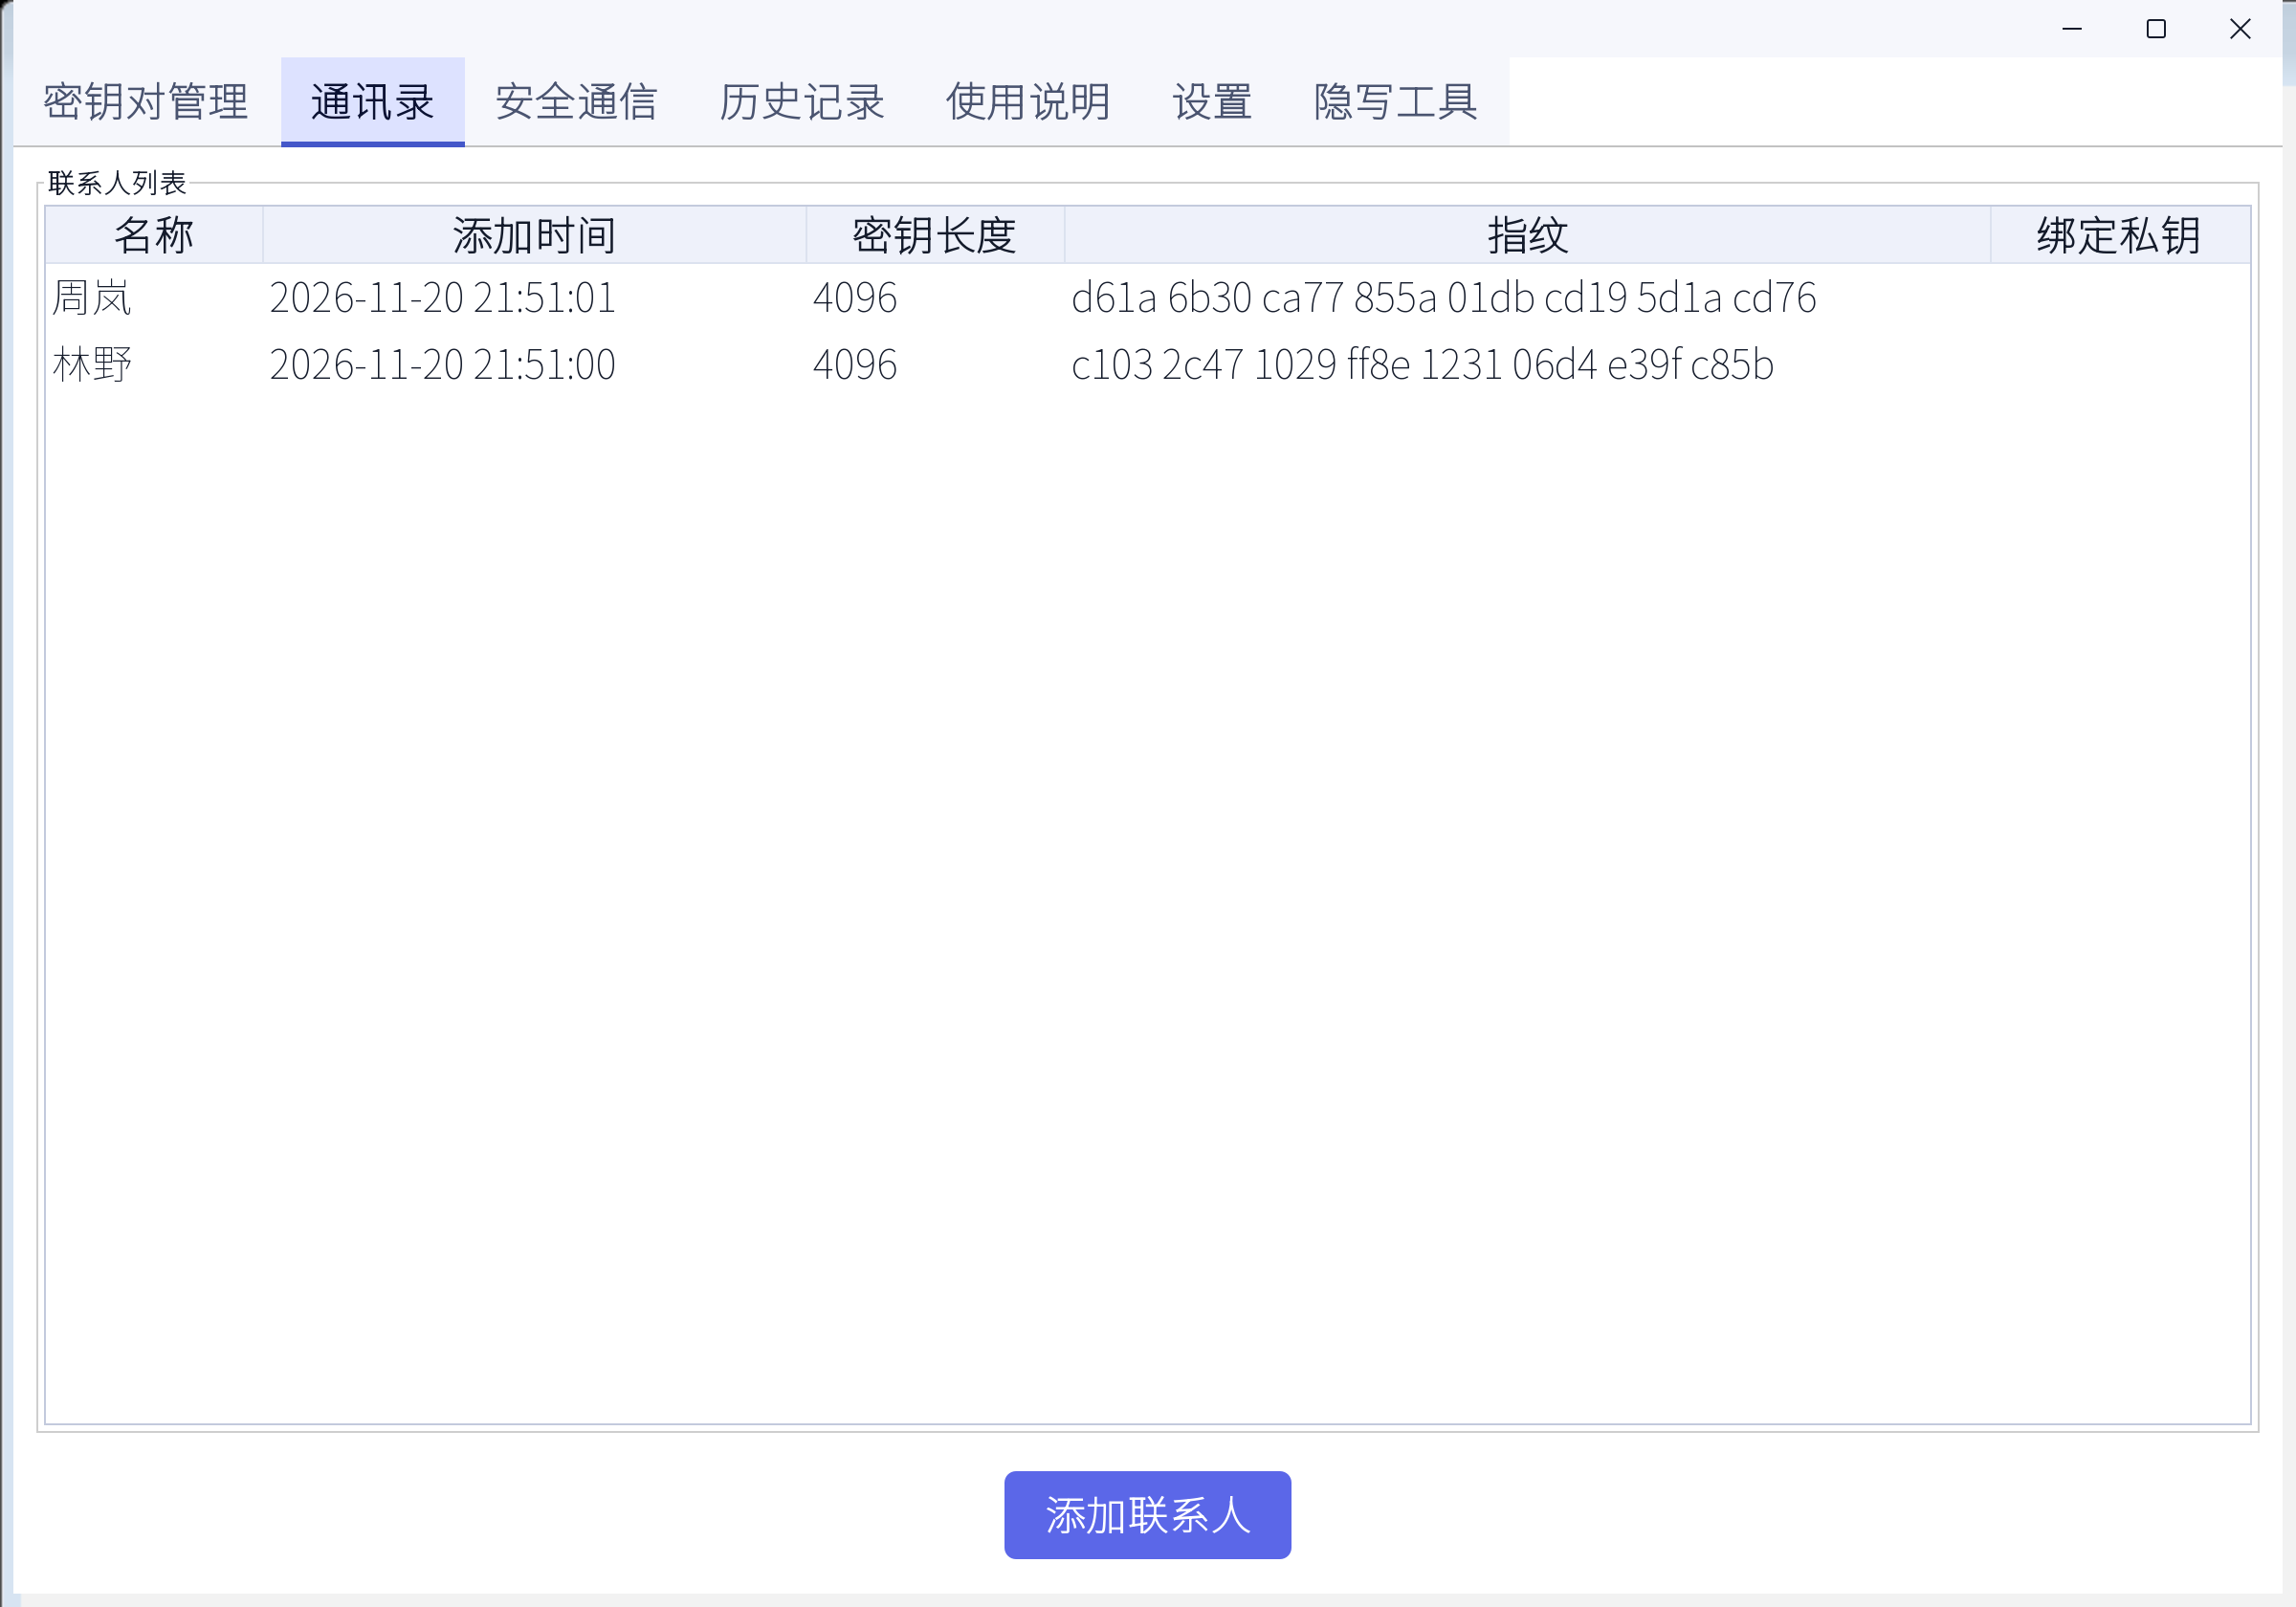 密钥对管理 通讯录 安全通信 历史记录 使用说明 设置 隐写工具
联系人列表
名称 添加时间 密钥长度 指纹 绑定私钥
周岚 2026-11-20 21:51:01 4096 d61a 6b30 ca77 855a 01db cd19 5d1a cd76
林野 2026-11-20 21:51:00 4096 c103 2c47 1029 ff8e 1231 06d4 e39f c85b
添加联系人